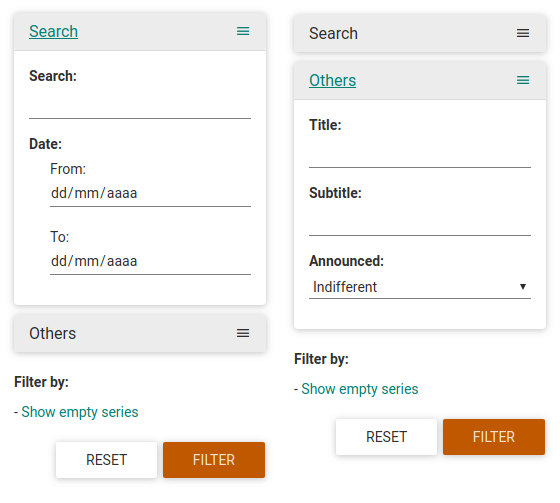 Search
Search:
Date:
From:
dd/mm/aaaa
To:
dd/mm/aaaa
Others
Filter by:
- Show empty series
RESET FILTER
Search
Others
Title:
Subtitle:
Announced:
Indifferent
Filter by:
- Show empty series
RESET FILTER